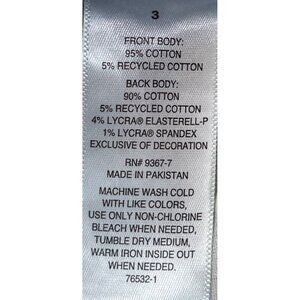 3
FRONT BODY:
95% COTTON
5% RECYCLED COTTON
BACK BODY:
90% COTTON
5% RECYCLED COTTON
4% LYCRA® ELASTERELL-P
1% LYCRA® SPANDEX
EXCLUSIVE OF DECORATION
RN# 9367-7
MADE IN PAKISTAN
MACHINE WASH COLD
WITH LIKE COLORS,
USE ONLY NON-CHLORINE
BLEACH WHEN NEEDED,
TUMBLE DRY MEDIUM,
WARM IRON INSIDE OUT
WHEN NEEDED.
76532-1